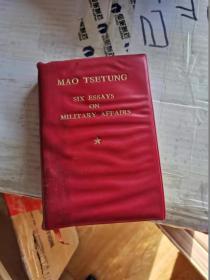 MAO TSETUNG
SIX ESSAYS
ON
MILITARY AFFAIRS